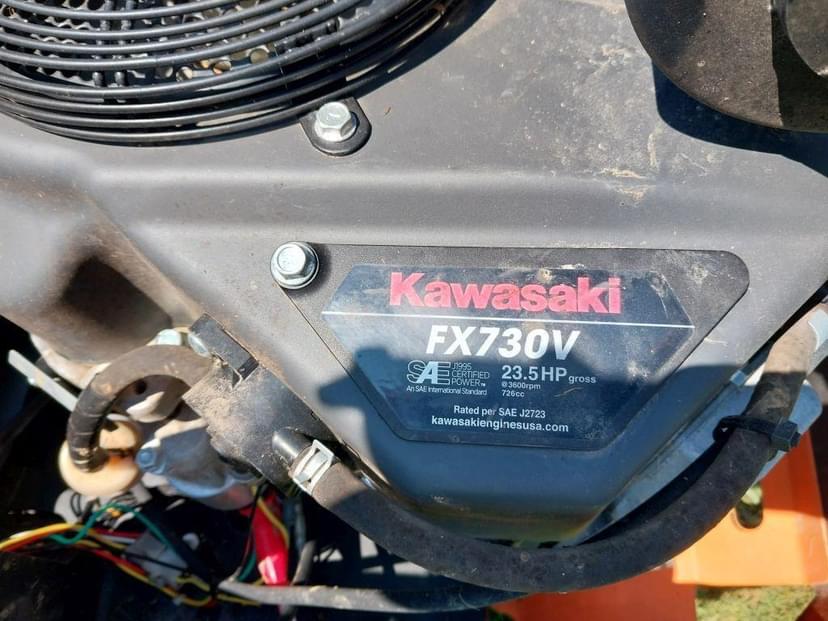 Kawasaki
FX730V
SAE J1995 CERTIFIED POWER™
An SAE International Standard
23.5 HP gross
@3600rpm
726cc
Rated per SAE J2723
kawasakienginesusa.com